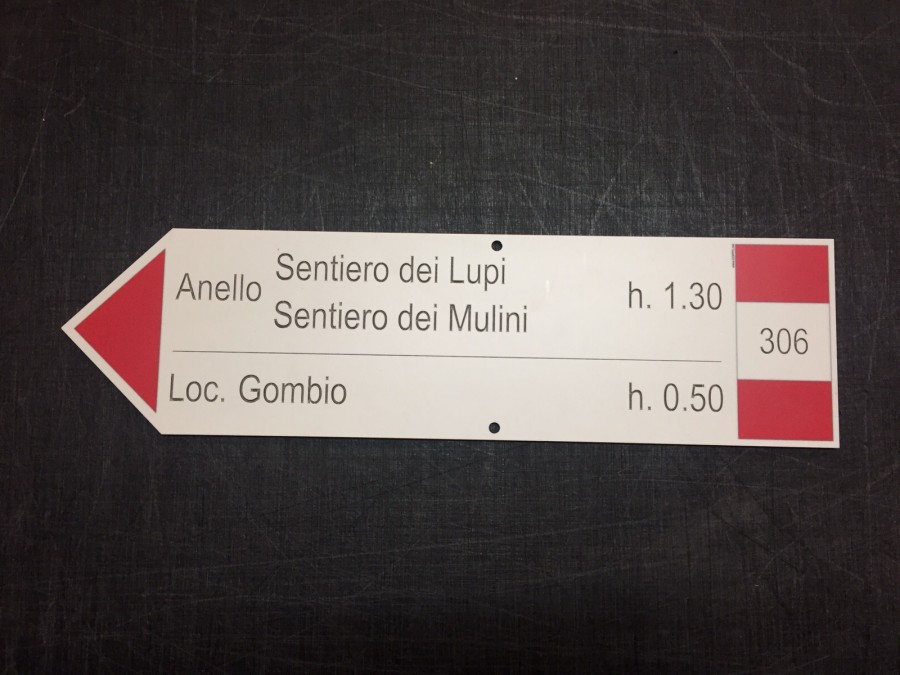 Anello
Sentiero dei Lupi
Sentiero dei Mulini
h. 1.30
306
Loc. Gombio
h. 0.50